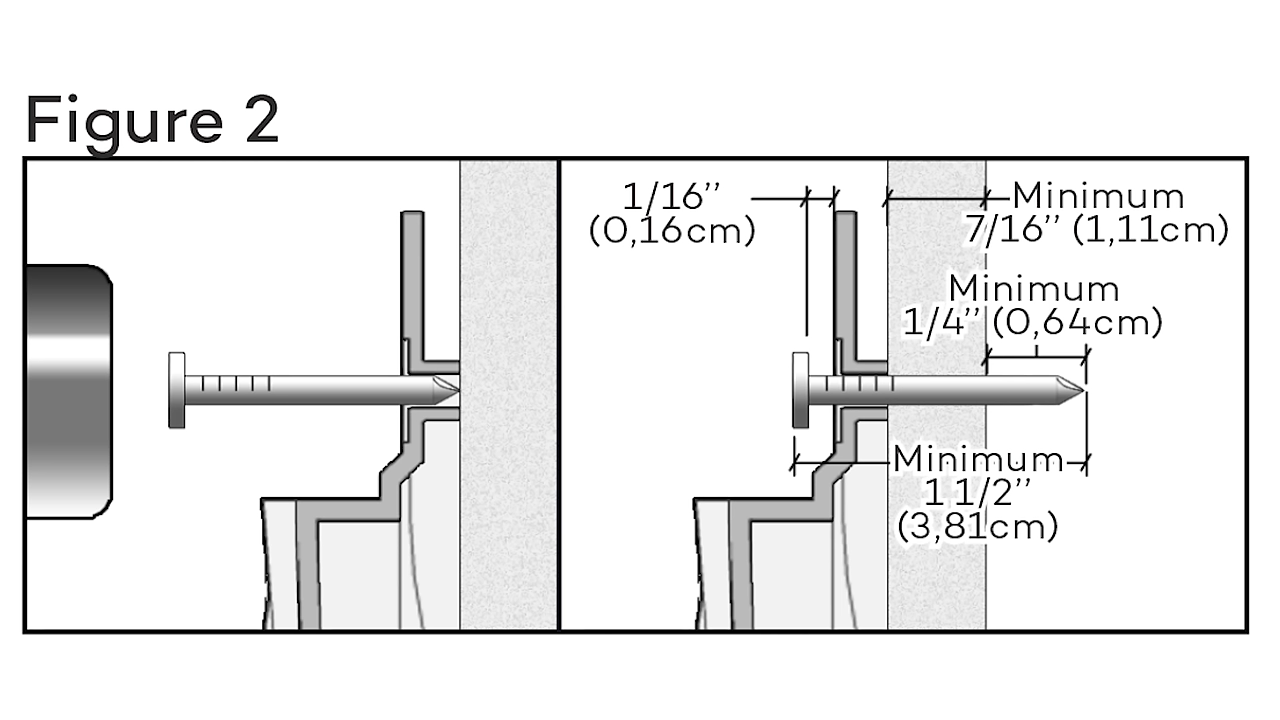 Figure 2
1/16’’
(0,16cm)
Minimum
7/16’’ (1,11cm)
Minimum
1/4’’ (0,64cm)
Minimum
1 1/2’’
(3,81cm)